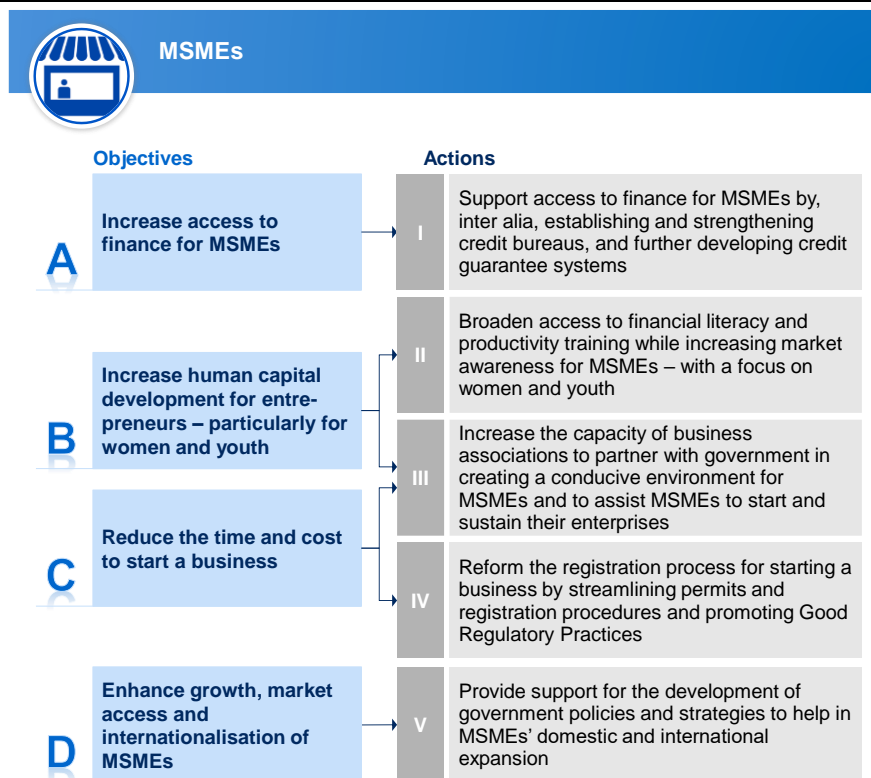 MSMEs
Objectives
Actions
A
Increase access to
finance for MSMEs
I
Support access to finance for MSMEs by,
inter alia, establishing and strengthening
credit bureaus, and further developing credit
guarantee systems
B
Increase human capital
development for entre-
preneurs – particularly for
women and youth
II
Broaden access to financial literacy and
productivity training while increasing market
awareness for MSMEs – with a focus on
women and youth
III
Increase the capacity of business
associations to partner with government in
creating a conducive environment for
MSMEs and to assist MSMEs to start and
sustain their enterprises
C
Reduce the time and cost
to start a business
IV
Reform the registration process for starting a
business by streamlining permits and
registration procedures and promoting Good
Regulatory Practices
D
Enhance growth, market
access and
internationalisation of
MSMEs
V
Provide support for the development of
government policies and strategies to help in
MSMEs’ domestic and international
expansion